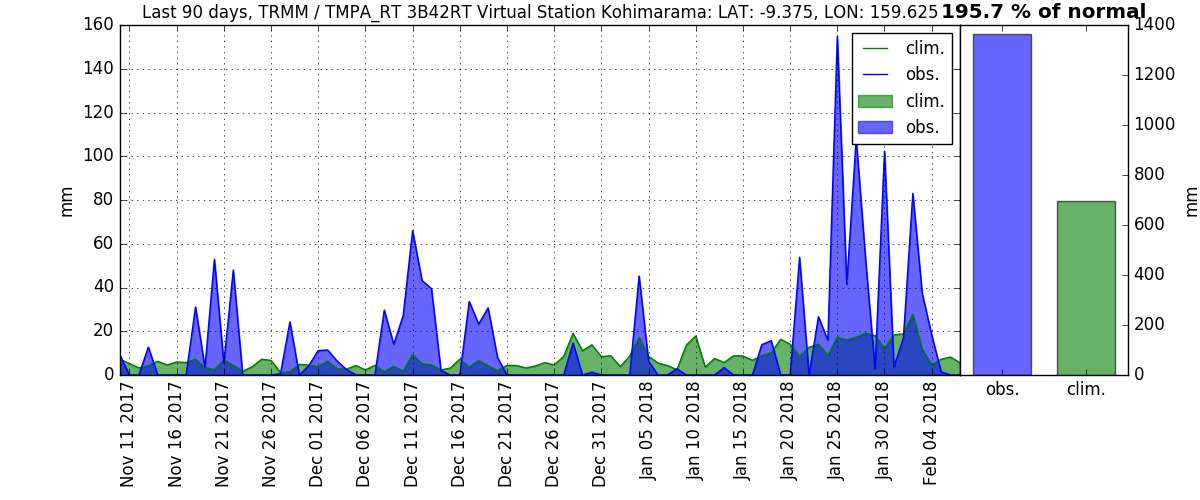 Last 90 days, TRMM / TMPA_RT 3B42RT Virtual Station Kohimarama: LAT: -9.375, LON: 159.625 195.7 % of normal
160
140
120
100
80
60
40
20
0
mm
clim.
obs.
clim.
obs.
1400
1200
1000
800
600
400
200
0
mm
obs.
clim.
Nov 11 2017
Nov 16 2017
Nov 21 2017
Nov 26 2017
Dec 01 2017
Dec 06 2017
Dec 11 2017
Dec 16 2017
Dec 21 2017
Dec 26 2017
Dec 31 2017
Jan 05 2018
Jan 10 2018
Jan 15 2018
Jan 20 2018
Jan 25 2018
Jan 30 2018
Feb 04 2018